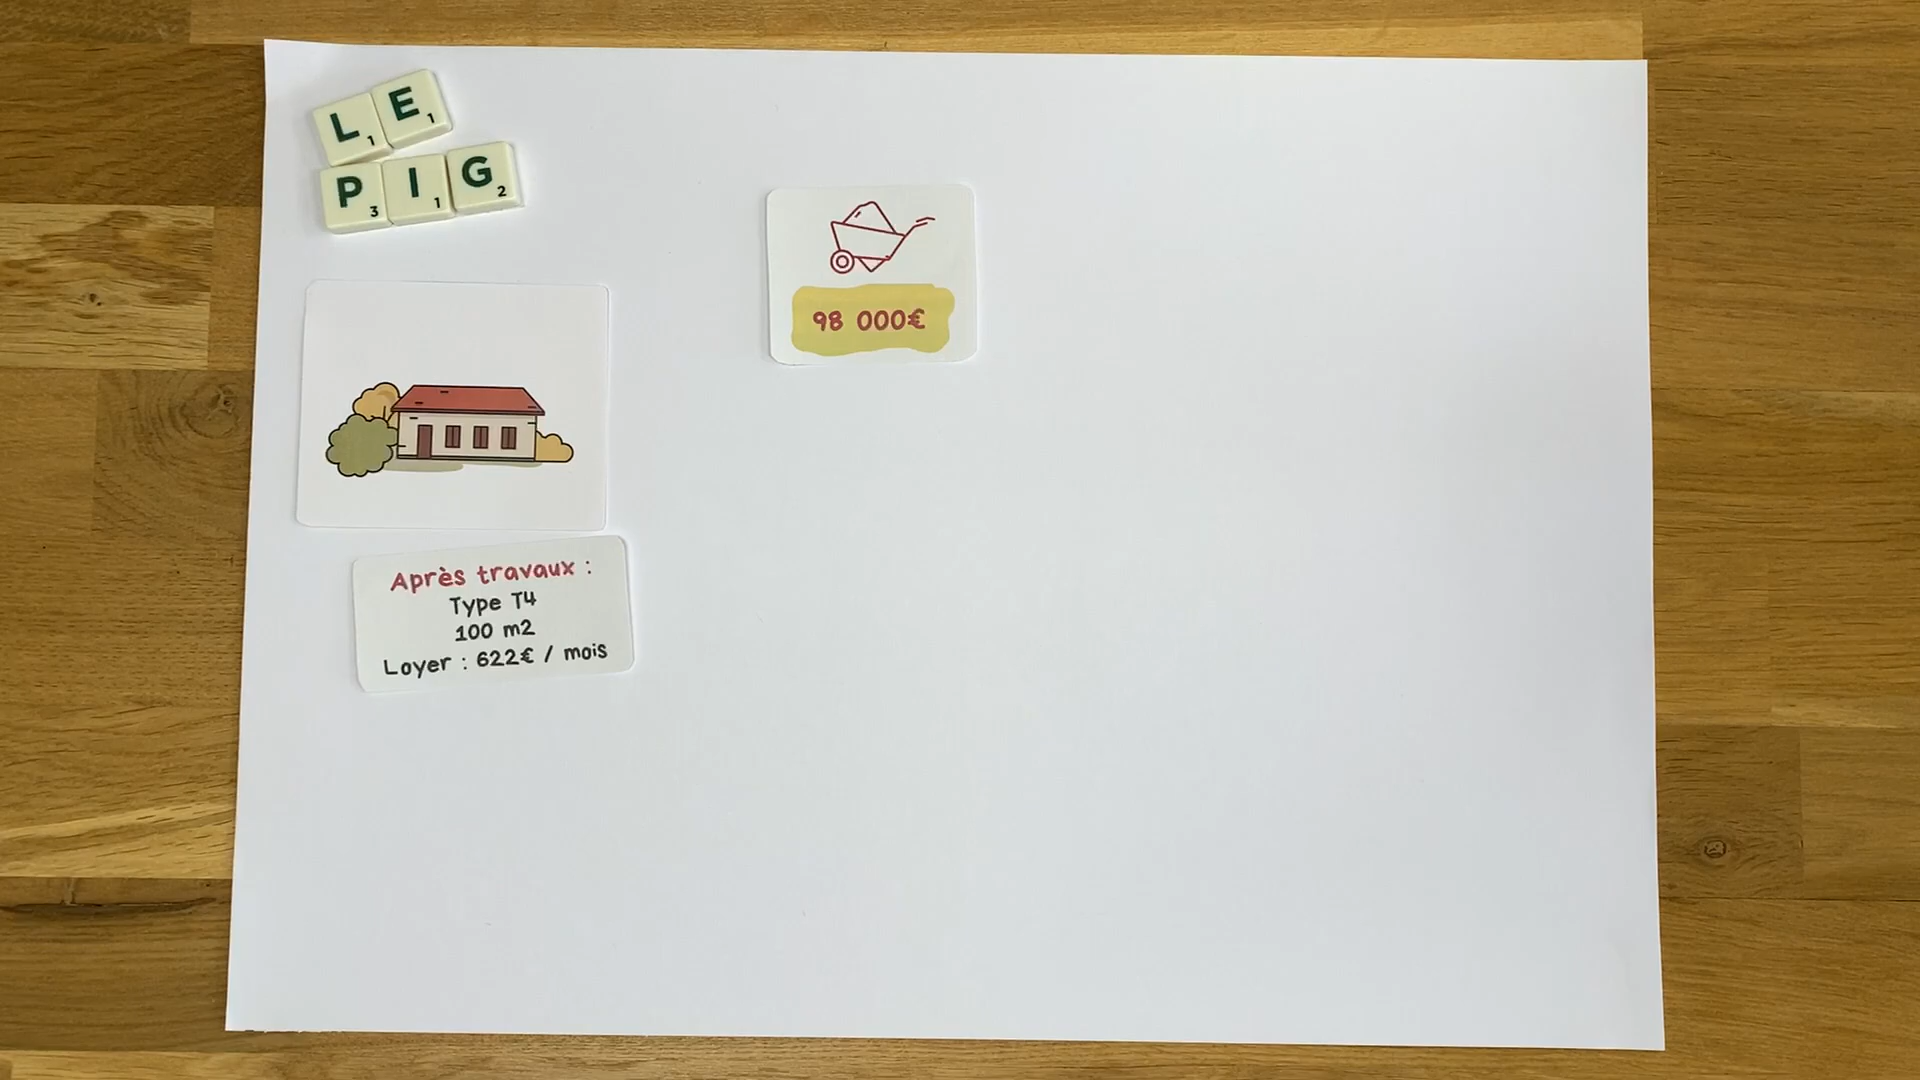 LE
PIG
98 000€
Après travaux :
Type T4
100 m2
Loyer : 622€ / mois